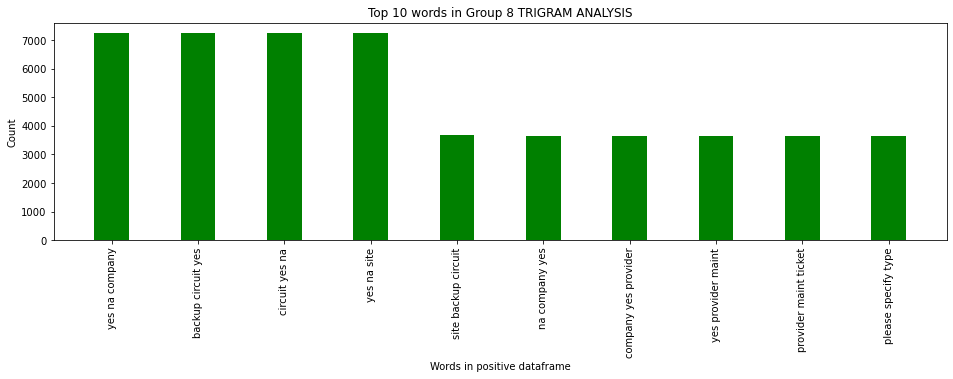 Top 10 words in Group 8 TRIGRAM ANALYSIS
7000
6000
5000
4000
3000
2000
1000
0
Count
yes na company
backup circuit yes
circuit yes na
yes na site
site backup circuit
na company yes
company yes provider
yes provider maint
provider maint ticket
please specify type
Words in positive dataframe